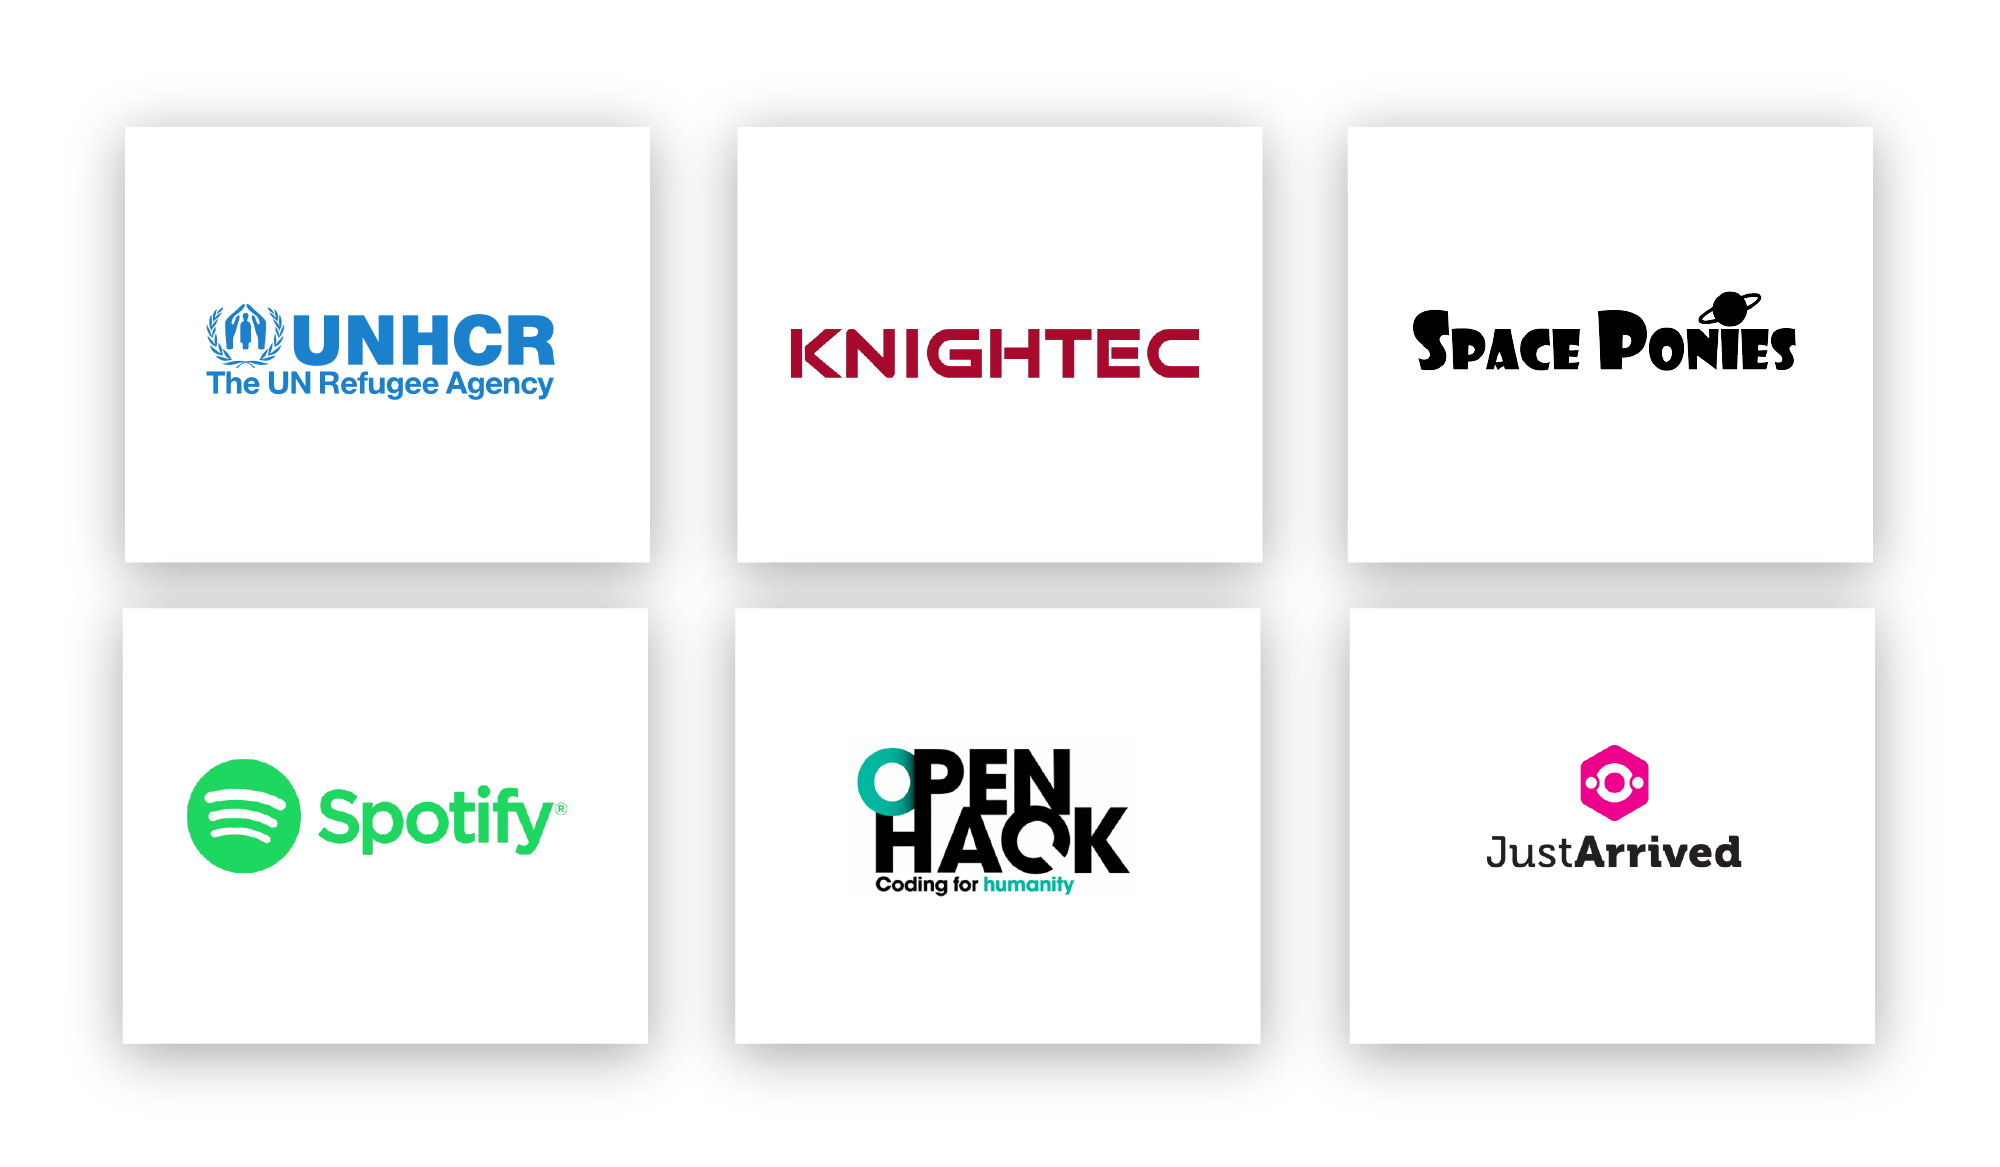 UNHCR
The UN Refugee Agency
KNIGHTEC
SPACE PONIES
Spotify®
OPEN
HACK
Coding for humanity
JustArrived